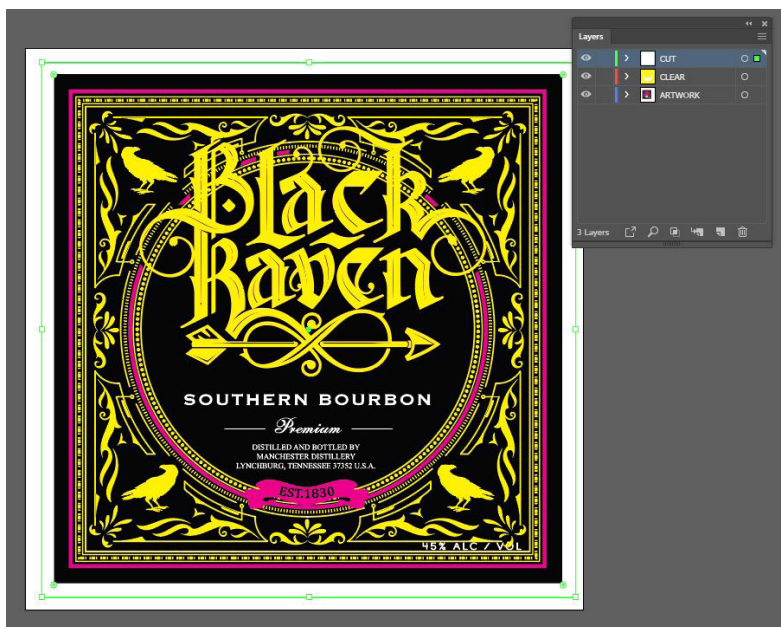 Layers
CUT
CLEAR
ARTWORK
3 Layers
Black
Raven
SOUTHERN BOURBON
Premium
DISTILLED AND BOTTLED BY
MANCHESTER DISTILLERY
LYNCHBURG, TENNESSEE 37352 U.S.A.
EST.1830
45% ALC / VOL